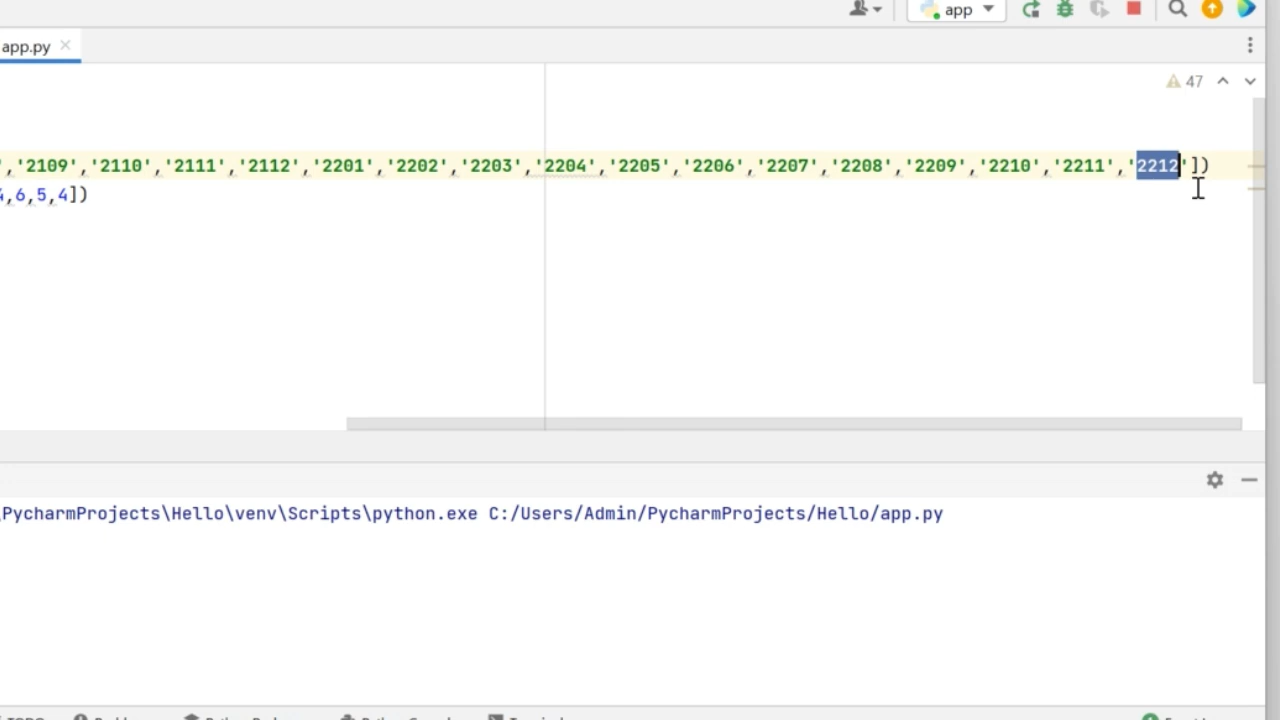 app
app.py
47
','2109','2110','2111','2112','2201','2202','2203','2204','2205','2206','2207','2208','2209','2210','2211','2212'])
,6,5,4])
\PycharmProjects\Hello\venv\Scripts\python.exe C:/Users/Admin/PycharmProjects/Hello/app.py